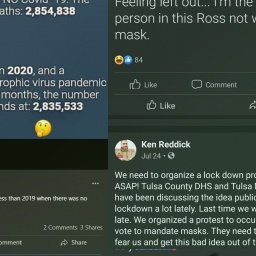 NC Covid-19. The
aths: 2,854,838
n 2020, and a
rophic virus pandemic
months, the number
nds at: 2,835,533
ess than 2019 when there was no
2 Comments 3 Shares
omment
Share
Feeling left out... I'm the
person in this Ross not w
mask.
84
Like
Comment
Like
Ken Reddick
Jul 24
We need to organize a lock down pro
ASAP! Tulsa County DHS and Tulsa
have been discussing the idea public
lockdown a lot lately. Last time we w
late. We organized a protest to occu
vote to mandate masks. They need t
fear us and get this bad idea out of t